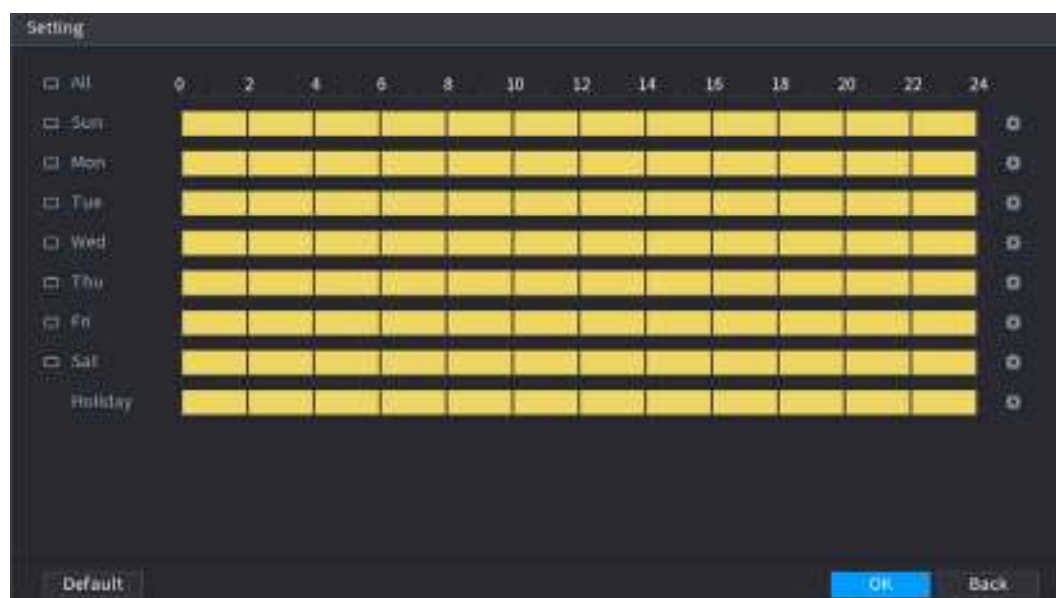 Setting
All 0 2 4 6 8 10 12 14 16 18 20 22 24
Sun
Mon
Tue
Wed
Thu
Fri
Sat
Holiday
Default OK Back